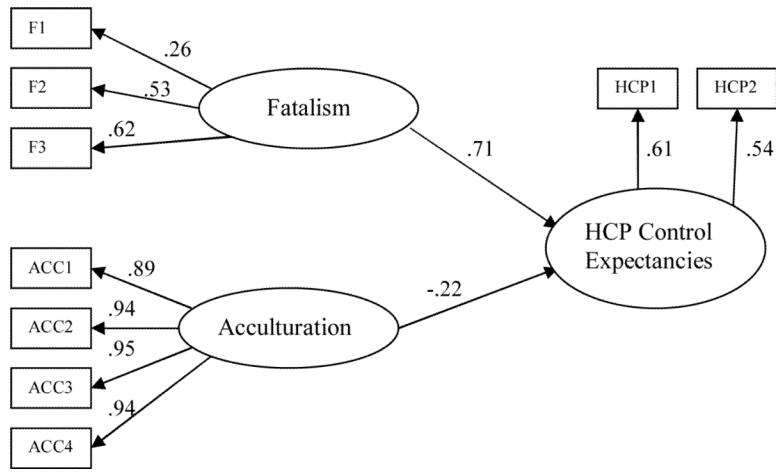 F1
.26
F2
.53
F3
.62
Fatalism
HCP1
HCP2
.61
.54
.71
HCP Control
Expectancies
ACC1
.89
ACC2
.94
ACC3
.95
ACC4
.94
Acculturation
-.22